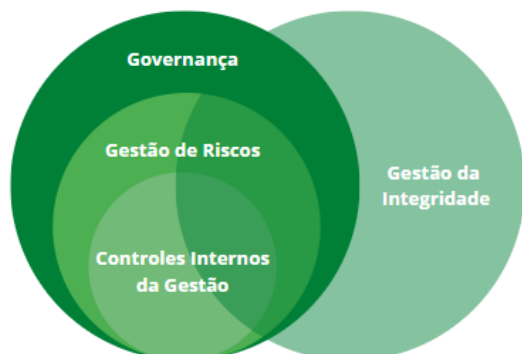 Governança
Gestão de Riscos
Gestão da
Integridade
Controles Internos
da Gestão